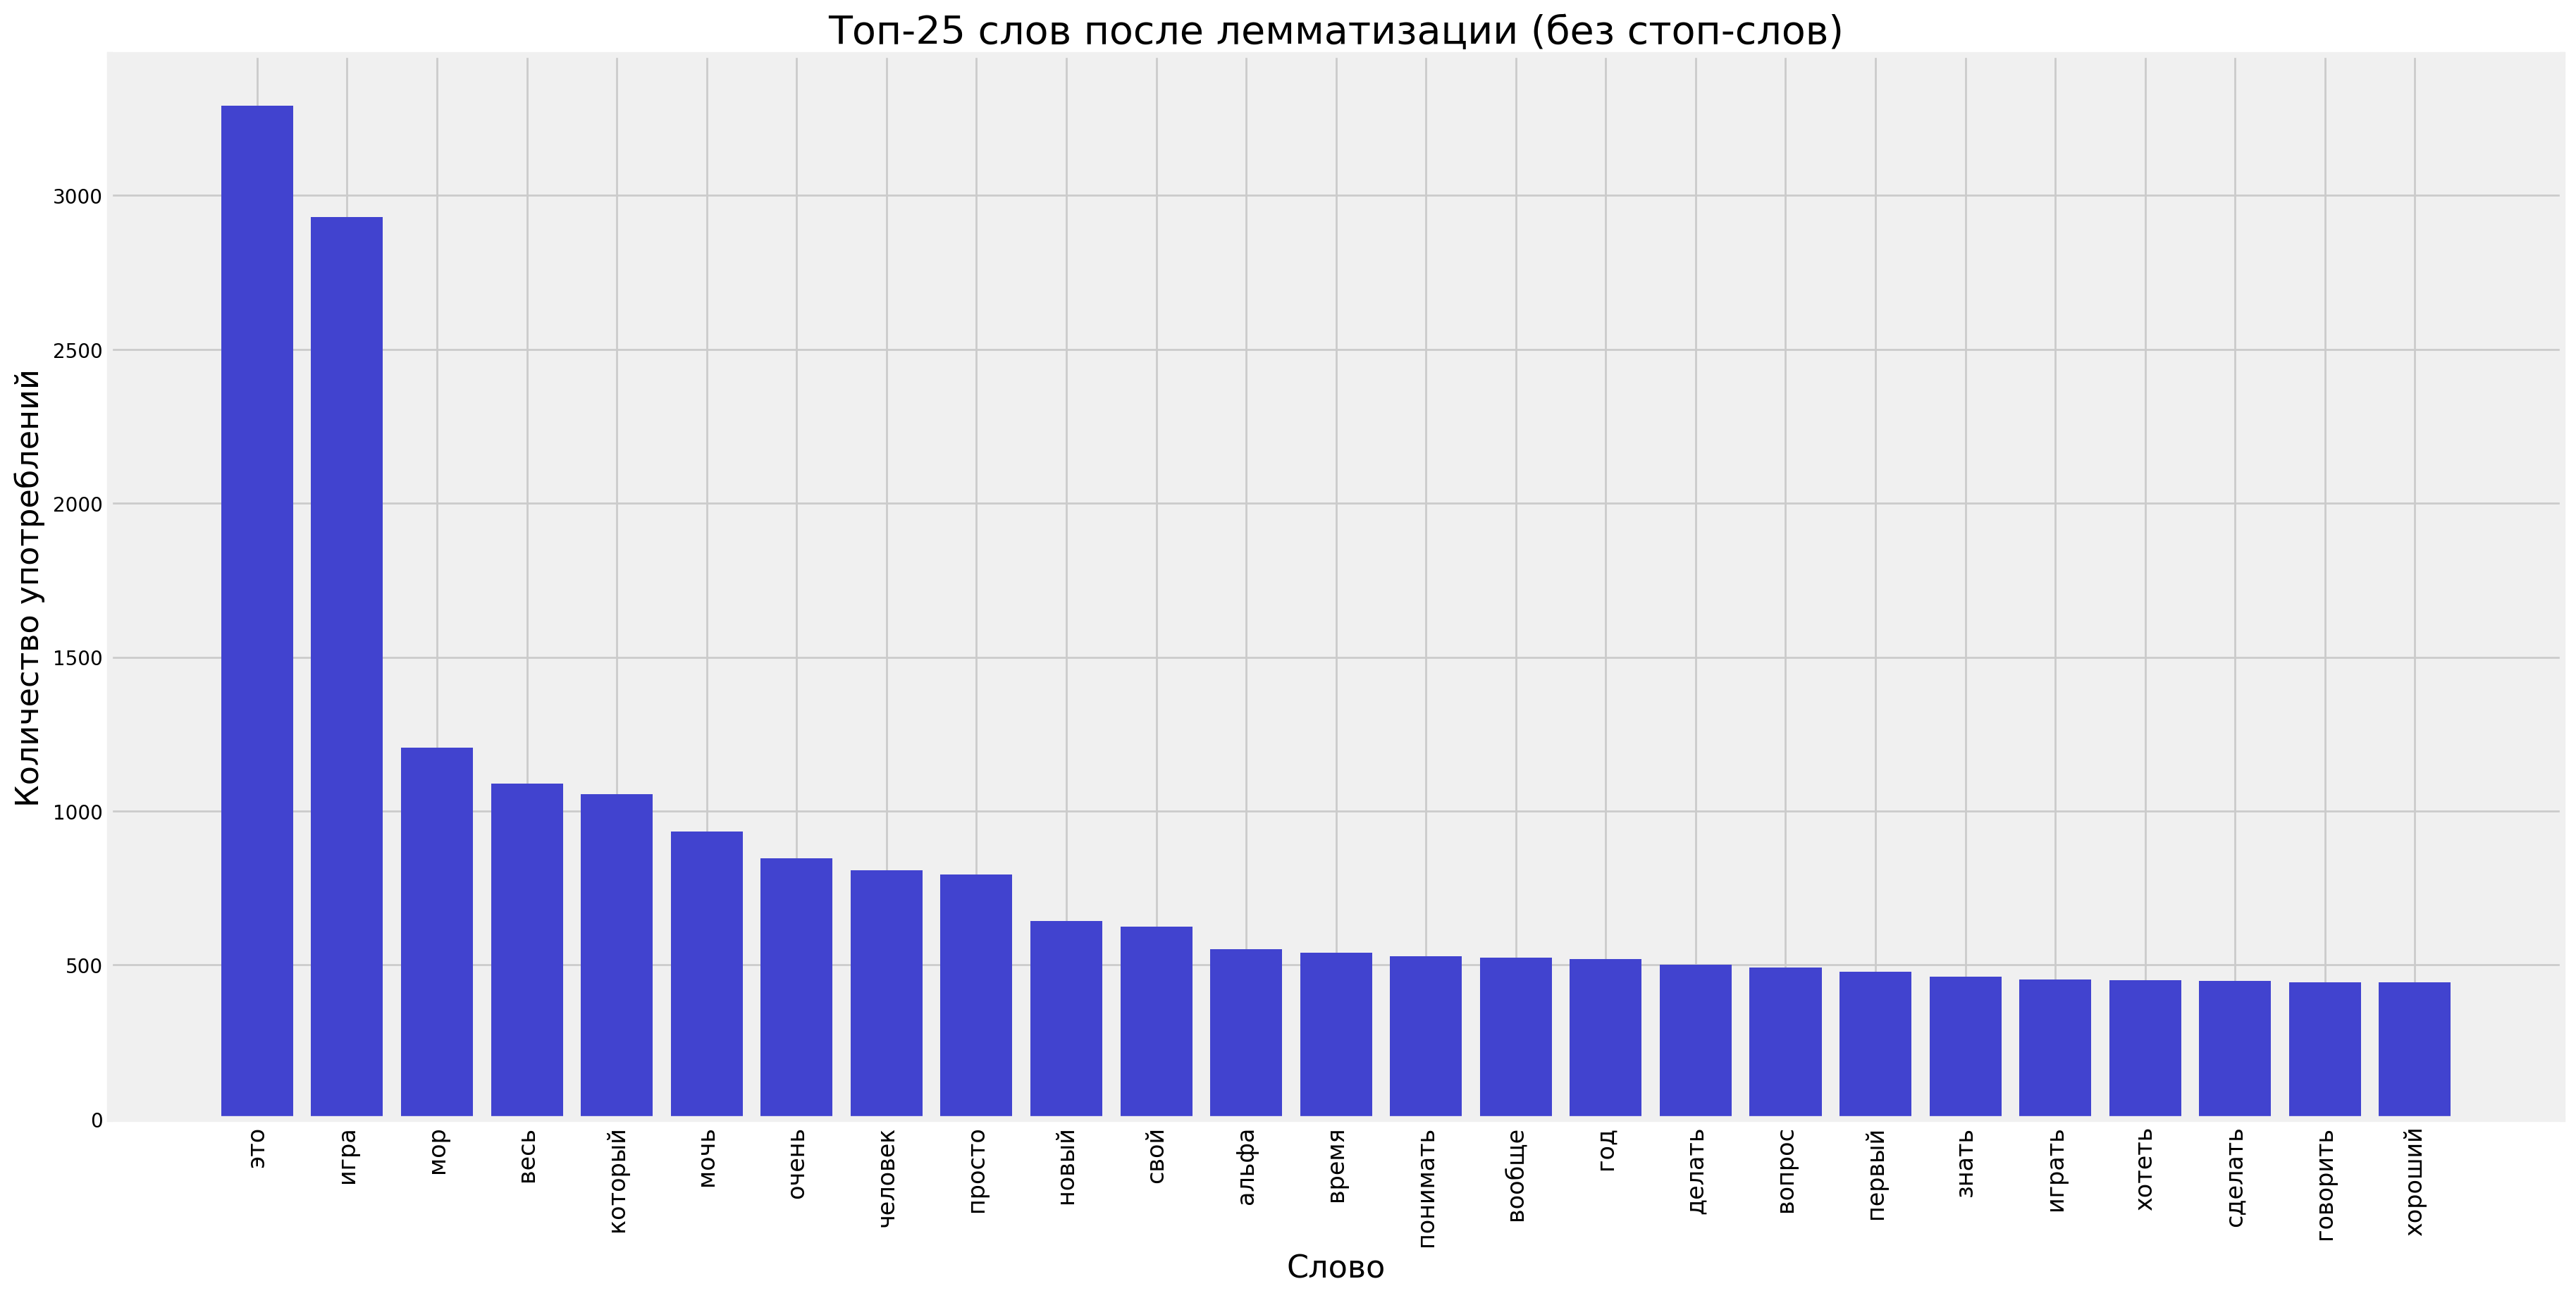 Топ-25 слов после лемматизации (без стоп-слов)
Количество употреблений
3000
2500
2000
1500
1000
500
0
это
игра
мор
весь
который
мочь
очень
человек
просто
новый
свой
альфа
время
понимать
вообще
год
делать
вопрос
первый
знать
играть
хотеть
сделать
говорить
хороший
Слово